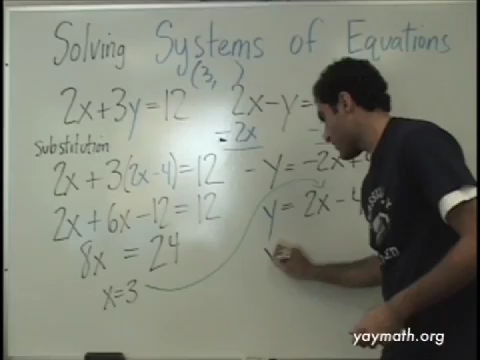 Solving Systems of Equations
(3, )
2x+3y=12
2x-y=
-2x
Substitution
2x+3(2x-4)=12
-y=-2x+
2x+6x-12=12
y=2x-4
8x=24
x=3
yaymath.org